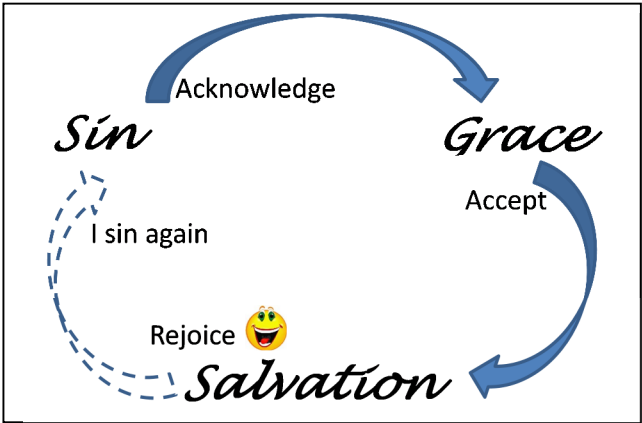 Acknowledge
Sin
Grace
Accept
I sin again
Rejoice
Salvation